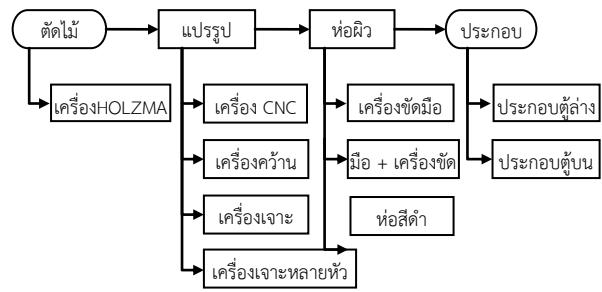 ตัดไม้
แปรรูป
ห่อผิว
ประกอบ
เครื่องHOLZMA
เครื่อง CNC
เครื่องขัดมือ
ประกอบตู้ล่าง
เครื่องคว้าน
มือ + เครื่องขัด
ประกอบตู้บน
เครื่องเจาะ
ห่อสีดำ
เครื่องเจาะหลายหัว